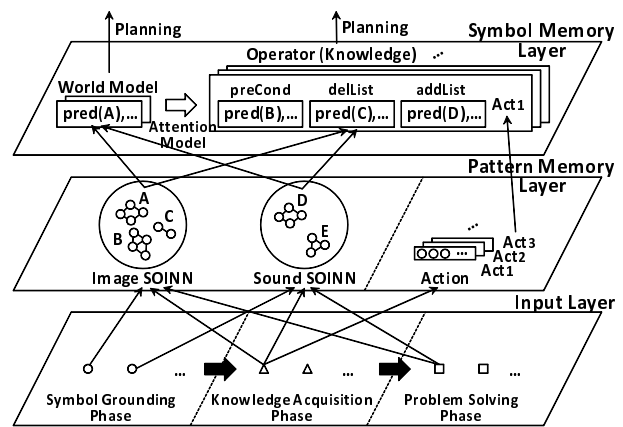 Planning
Planning
Symbol Memory
Layer
Operator (Knowledge) ...
World Model
preCond
delList
addList
pred(A),...
pred(B),...
pred(C),...
pred(D),...
Act1
Attention
Model
Pattern Memory
Layer
A
B
C
D
E
...
Act3
Act2
Act1
...
Image SOINN
Sound SOINN
Action
Input Layer
...
...
...
Symbol Grounding
Phase
Knowledge Acquisition
Phase
Problem Solving
Phase